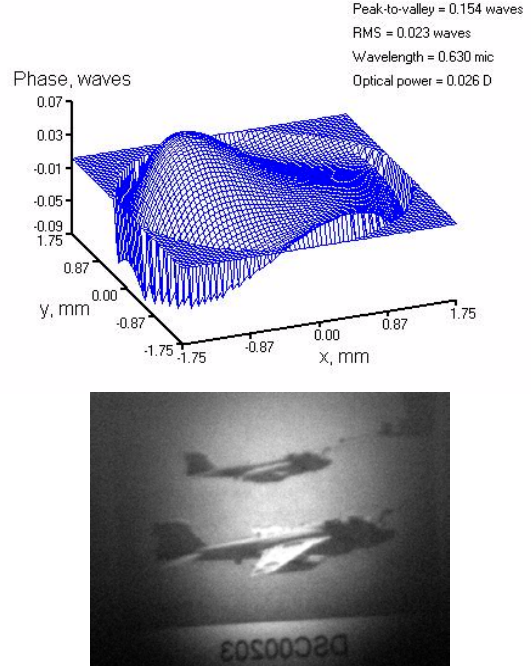 Peak-to-valley = 0.154 waves
RMS = 0.023 waves
Wavelength = 0.630 mic
Optical power = 0.026 D
Phase, waves
0.07
0.03
-0.01
-0.05
-0.09
1.75
0.87
0.00
-0.87
-1.75
y, mm
-1.75
-0.87
0.00
0.87
1.75
x, mm
DSC00203